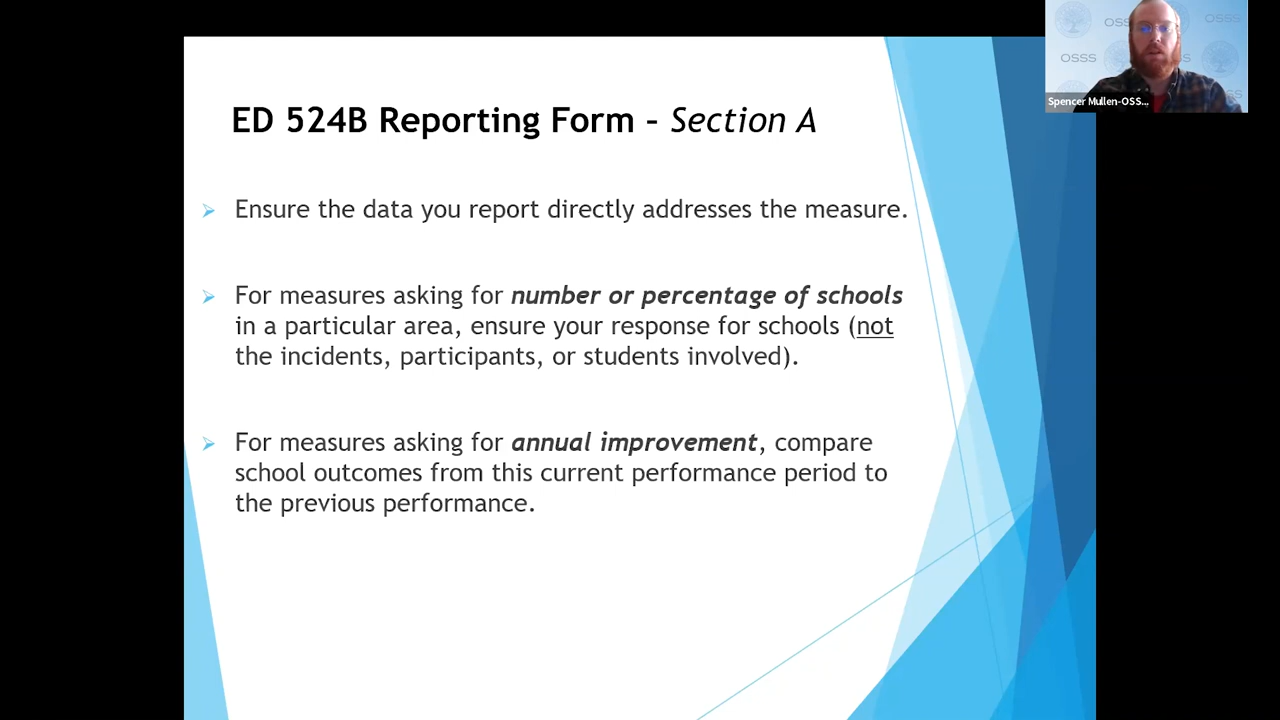 OSSS
OSSS
OSSS
Spencer Mullen-OSS...
ED 524B Reporting Form – Section A
Ensure the data you report directly addresses the measure.
For measures asking for number or percentage of schools
in a particular area, ensure your response for schools (not
the incidents, participants, or students involved).
For measures asking for annual improvement, compare
school outcomes from this current performance period to
the previous performance.